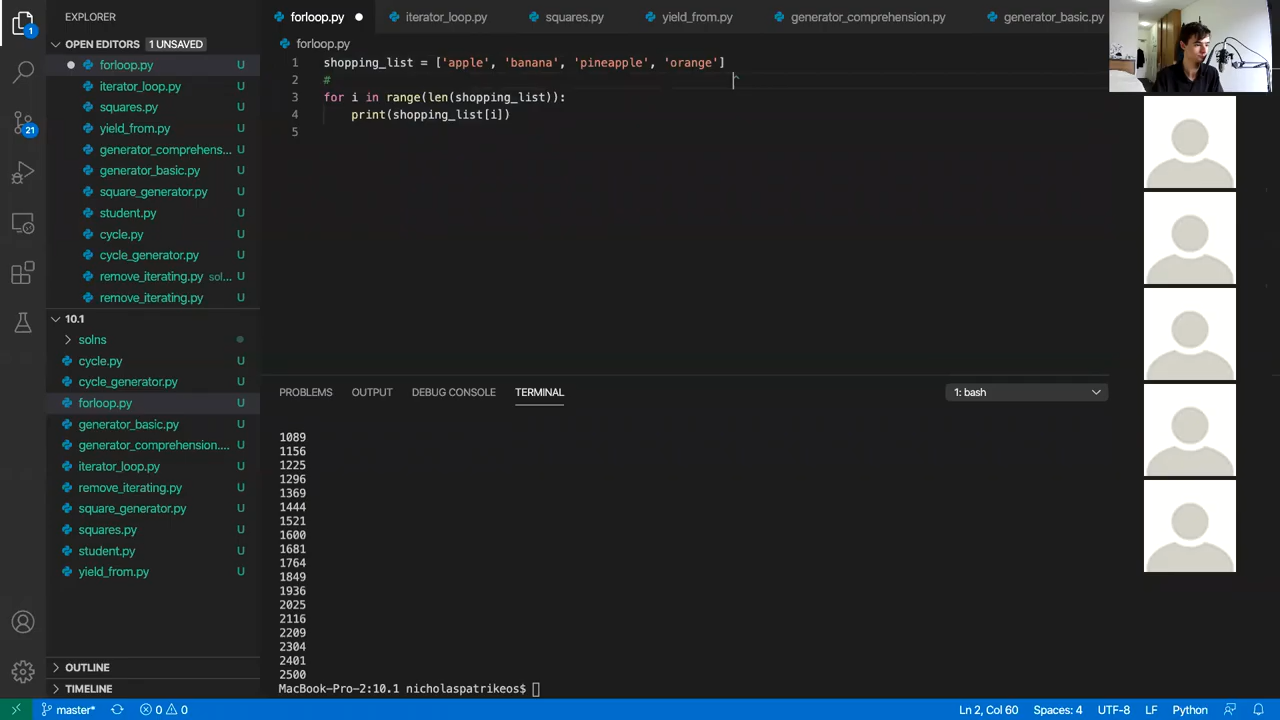 EXPLORER
OPEN EDITORS 1 UNSAVED
forloop.py U
iterator_loop.py U
squares.py U
yield_from.py U
generator_comprehens... U
generator_basic.py U
square_generator.py U
student.py U
cycle.py U
cycle_generator.py U
remove_iterating.py sol... U
remove_iterating.py U
10.1
solns
cycle.py U
cycle_generator.py U
forloop.py U
generator_basic.py U
generator_comprehension.... U
iterator_loop.py U
remove_iterating.py U
square_generator.py U
squares.py U
student.py U
yield_from.py U
OUTLINE
TIMELINE
1
21
forloop.py iterator_loop.py squares.py yield_from.py generator_comprehension.py generator_basic.py
forloop.py
1 shopping_list = ['apple', 'banana', 'pineapple', 'orange']
2 #
3 for i in range(len(shopping_list)):
4 print(shopping_list[i])
5
PROBLEMS OUTPUT DEBUG CONSOLE TERMINAL 1: bash
1089
1156
1225
1296
1369
1444
1521
1600
1681
1764
1849
1936
2025
2116
2209
2304
2401
2500
MacBook-Pro-2:10.1 nicholaspatrikeos$
master* 0 0 Ln 2, Col 60 Spaces: 4 UTF-8 LF Python